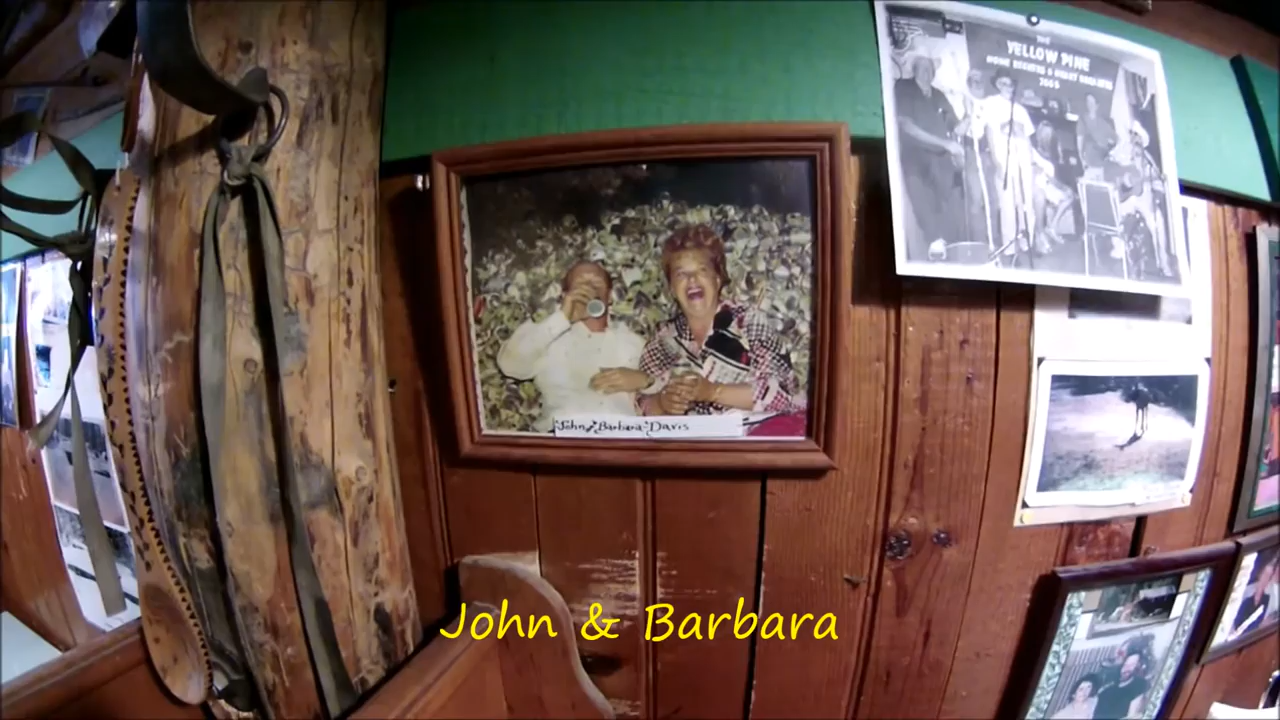 THE
YELLOW PINE
2005
John & Barbara Davis
John & Barbara